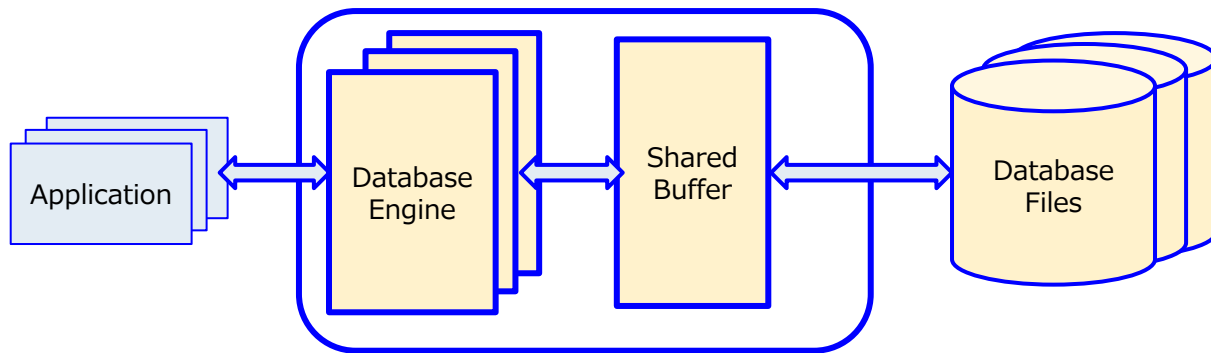 Application
Database
Engine
Shared
Buffer
Database
Files